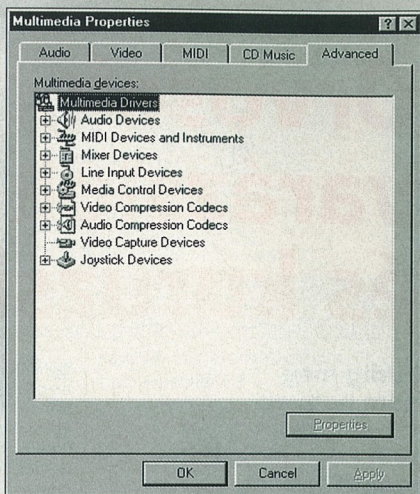 Multimedia Properties
Audio Video MIDI CD Music Advanced
Multimedia devices:
Multimedia Drivers
Audio Devices
MIDI Devices and Instruments
Mixer Devices
Line Input Devices
Media Control Devices
Video Compression Codecs
Audio Compression Codecs
Video Capture Devices
Joystick Devices
Properties
OK Cancel Apply